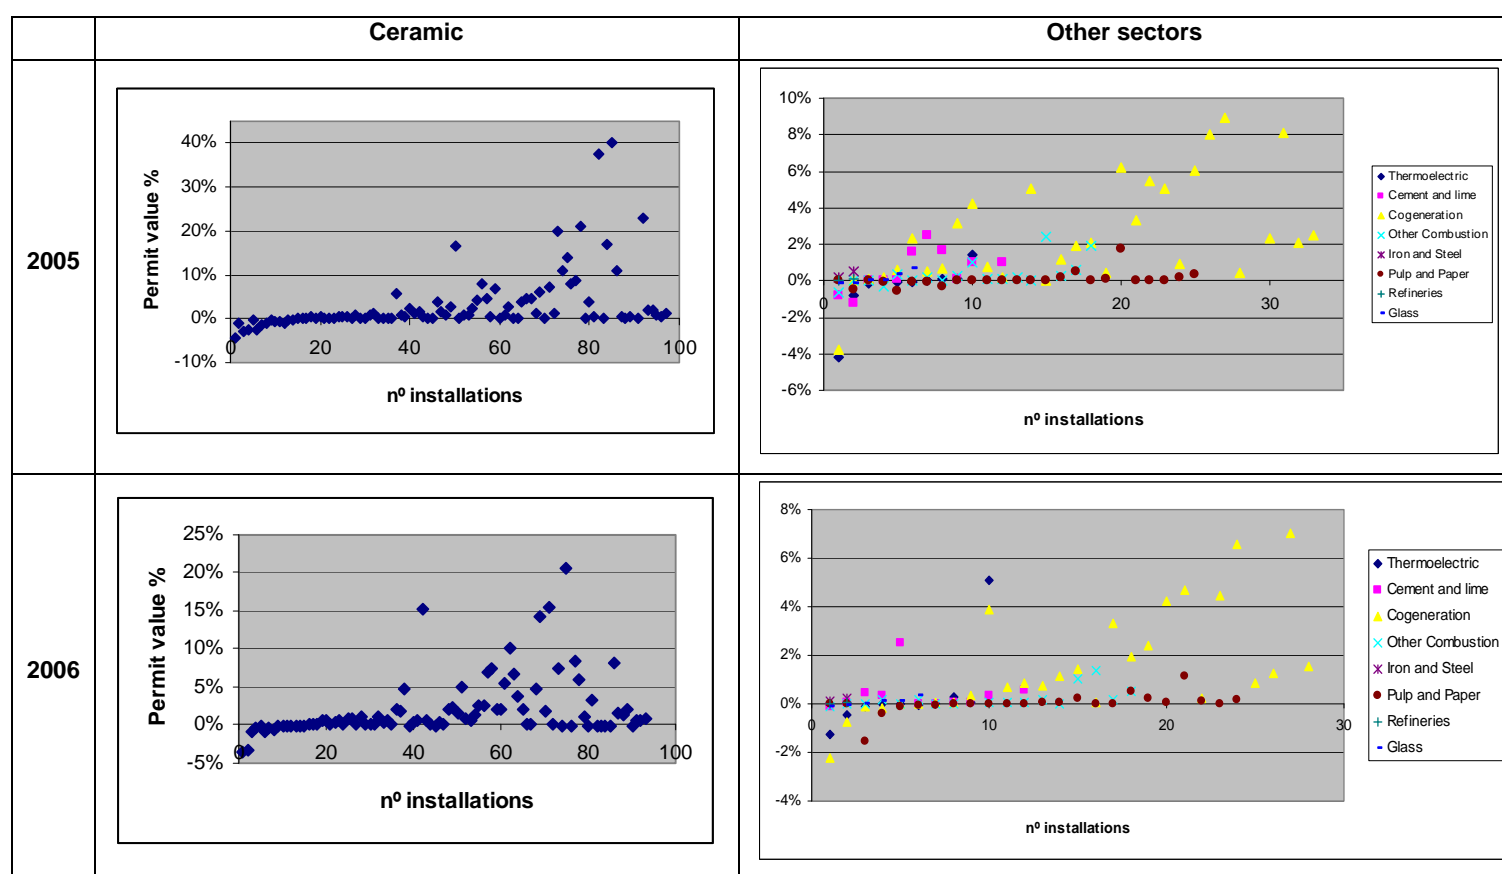 Ceramic
Other sectors
2005
Permit value %
40%
30%
20%
10%
0%
-10%
0
20
40
60
80
100
nº installations
10%
8%
6%
4%
2%
0%
-2%
-4%
-6%
0
10
20
30
nº installations
Thermoelectric
Cement and lime
Cogeneration
Other Combustion
Iron and Steel
Pulp and Paper
Refineries
Glass
2006
Permit value %
25%
20%
15%
10%
5%
0%
-5%
0
20
40
60
80
100
nº installations
8%
6%
4%
2%
0%
-2%
-4%
0
10
20
30
nº installations
Thermoelectric
Cement and lime
Cogeneration
Other Combustion
Iron and Steel
Pulp and Paper
Refineries
Glass